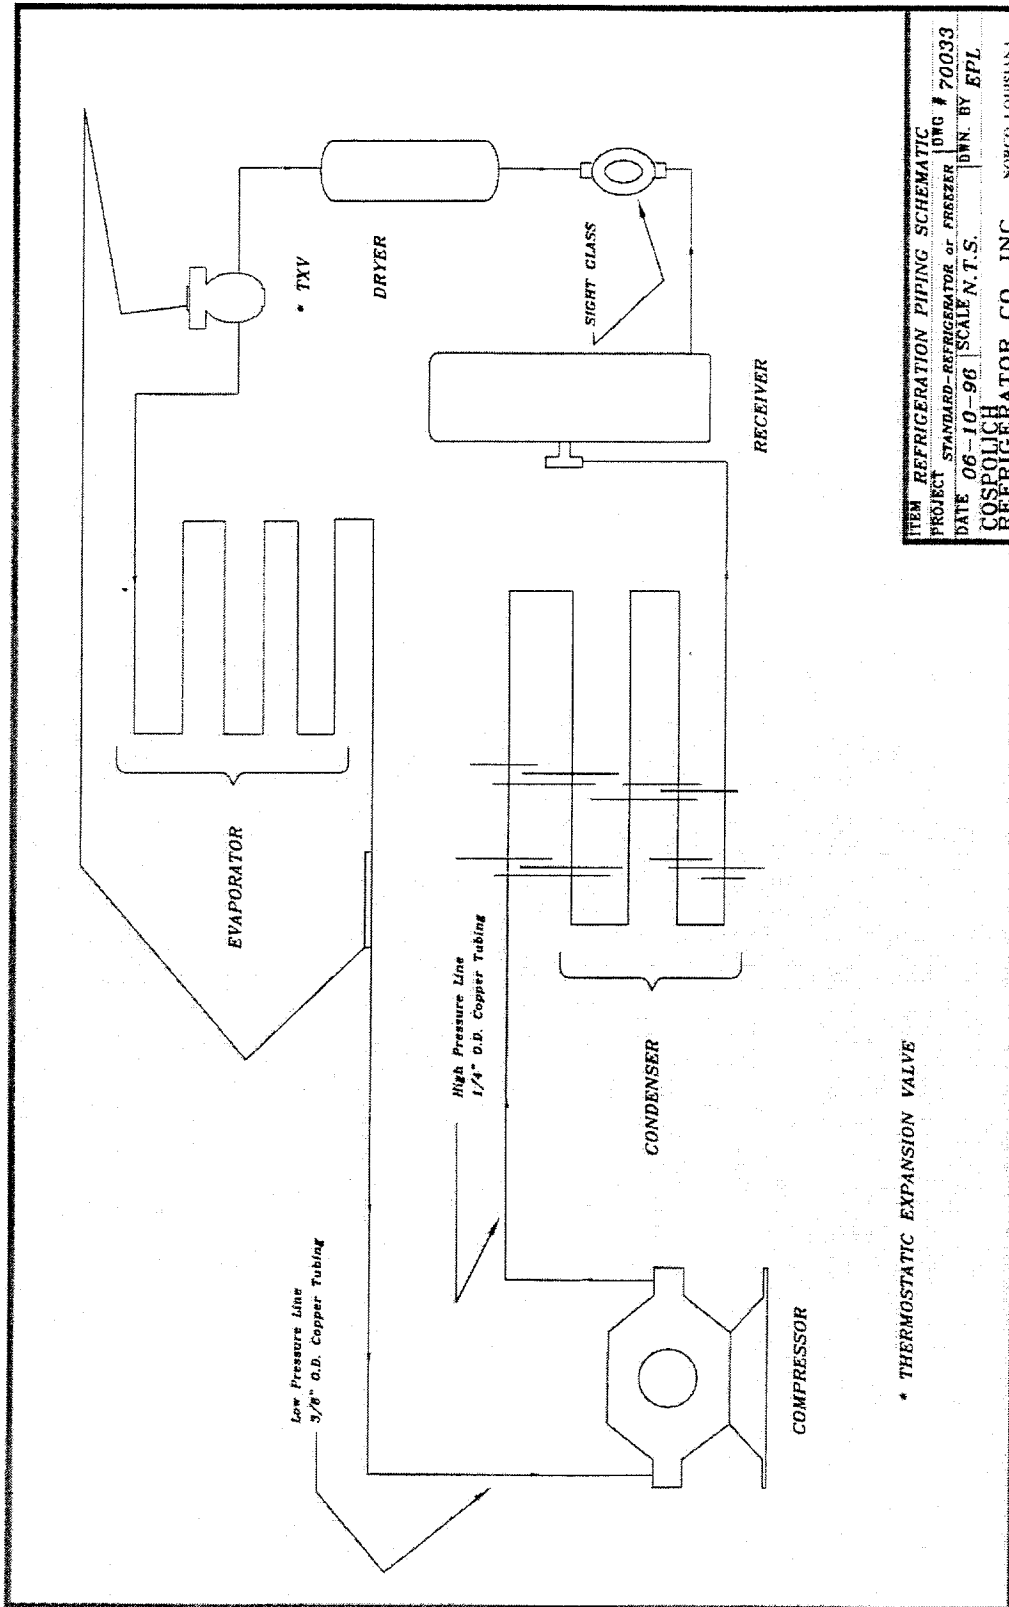 Low Pressure Line
3/8" O.D. Copper Tubing
High Pressure Line
1/4" O.D. Copper Tubing
EVAPORATOR
* TXV
DRYER
SIGHT GLASS
RECEIVER
CONDENSER
COMPRESSOR
* THERMOSTATIC EXPANSION VALVE
ITEM REFRIGERATION PIPING SCHEMATIC
PROJECT STANDARD-REFRIGERATOR or FREEZER DWG # 70033
DATE 06-10-96 SCALE N.T.S. DWN. BY EPL
COSPOLICH
REFRIGERATOR CO. INC.